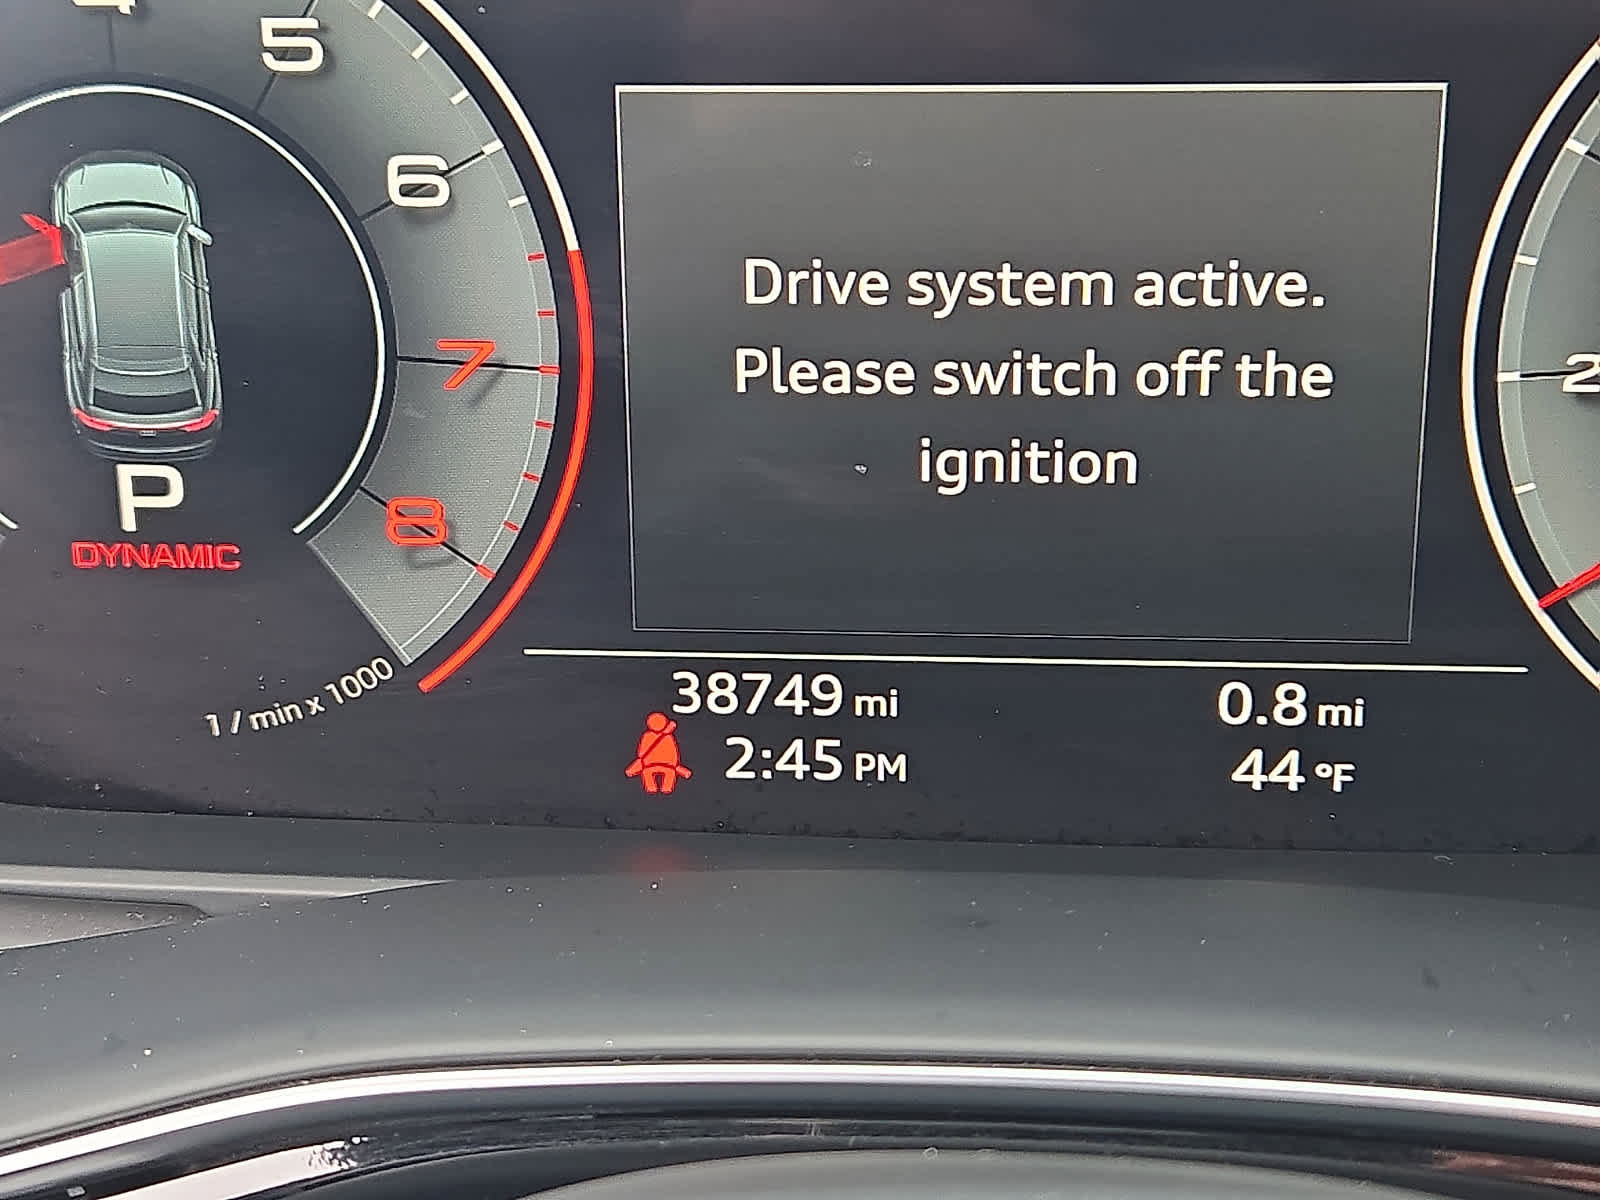 5
6
7
8
1 / min x 1000
P
DYNAMIC
Drive system active.
Please switch off the
ignition
38749 mi
0.8 mi
2:45 PM
44 °F